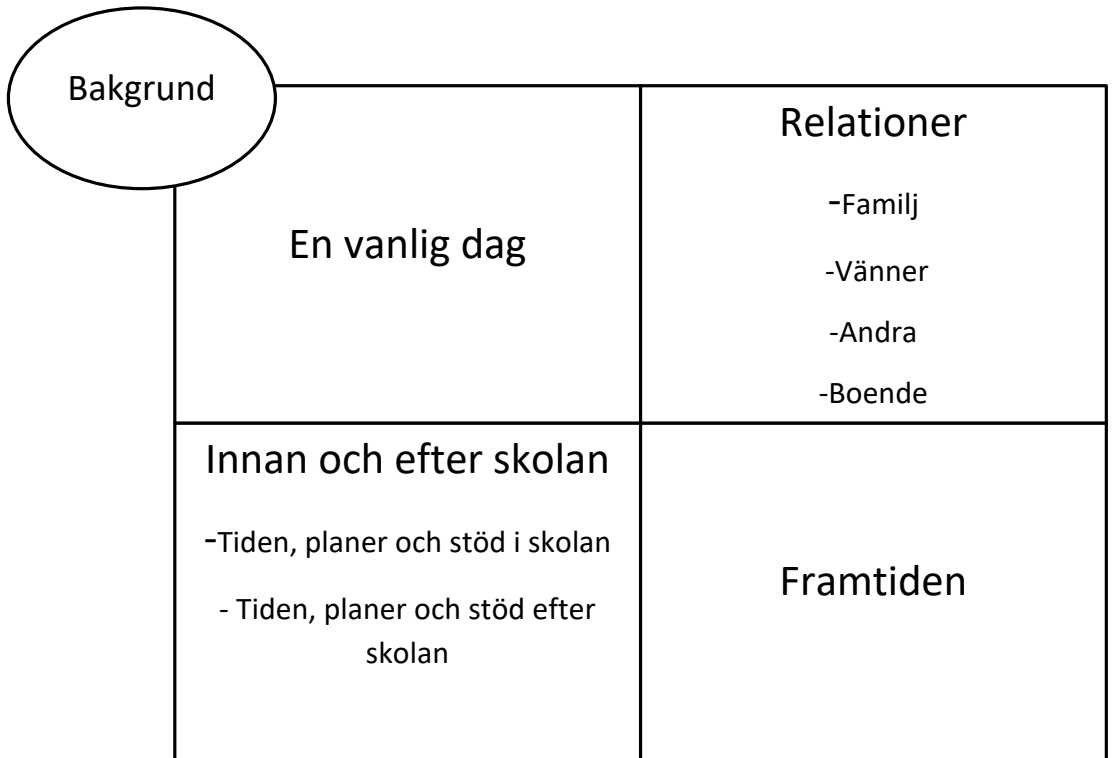 Bakgrund
En vanlig dag
Relationer
-Familj
-Vänner
-Andra
-Boende
Innan och efter skolan
-Tiden, planer och stöd i skolan
- Tiden, planer och stöd efter
skolan
Framtiden